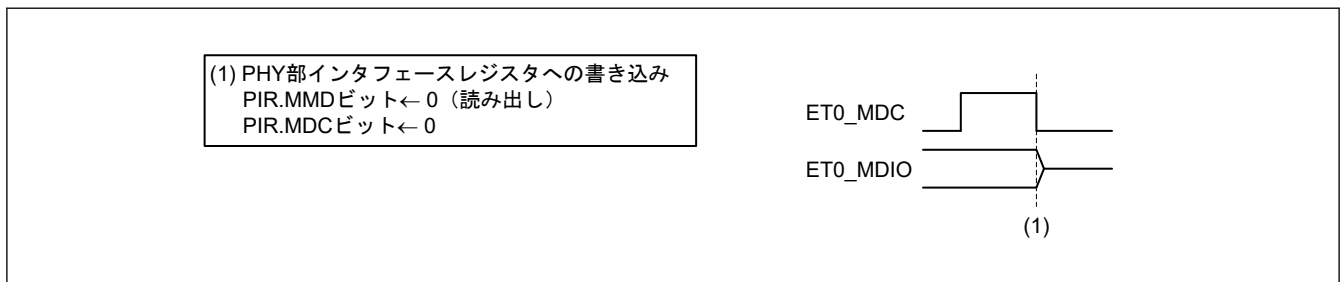 (1) PHY部インタフェースレジスタへの書き込み
PIR.MMDビット← 0（読み出し）
PIR.MDCビット← 0
ET0_MDC
ET0_MDIO
(1)